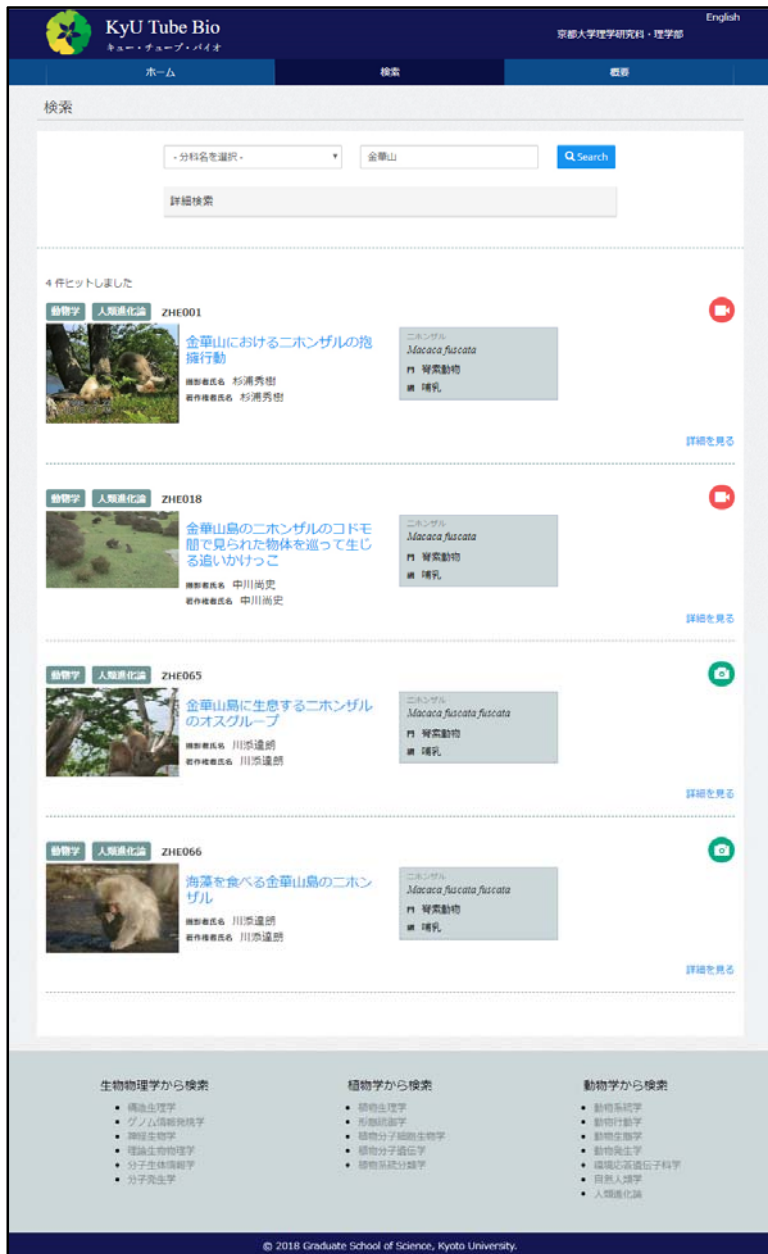 English
KyU Tube Bio
キュー・チューブ・バイオ
京都大学理学研究科・理学部
ホーム
検索
概要
検索
- 分科名を選択 -
金華山
Search
詳細検索
4 件ヒットしました
動物学 人類進化論 ZHE001
金華山におけるニホンザルの抱
擁行動
撮影者氏名 杉浦秀樹
著作権者氏名 杉浦秀樹
ニホンザル
Macaca fuscata
門 脊索動物
綱 哺乳
詳細を見る
動物学 人類進化論 ZHE018
金華山島のニホンザルのコドモ
間で見られた物体を巡って生じ
る追いかけっこ
撮影者氏名 中川尚史
著作権者氏名 中川尚史
ニホンザル
Macaca fuscata
門 脊索動物
綱 哺乳
詳細を見る
動物学 人類進化論 ZHE065
金華山島に生息するニホンザル
のオスグループ
撮影者氏名 川添達朗
著作権者氏名 川添達朗
ニホンザル
Macaca fuscata fuscata
門 脊索動物
綱 哺乳
詳細を見る
動物学 人類進化論 ZHE066
海藻を食べる金華山島のニホン
ザル
撮影者氏名 川添達朗
著作権者氏名 川添達朗
ニホンザル
Macaca fuscata fuscata
門 脊索動物
綱 哺乳
詳細を見る
生物物理学から検索
構造生理学
ゲノム情報発現学
神経生物学
理論生物物理学
分子生体情報学
分子発生学
植物学から検索
植物生理学
形態統御学
植物分子細胞生物学
植物分子遺伝学
植物系統分類学
動物学から検索
動物系統学
動物行動学
動物生態学
動物発生学
環境応答遺伝子科学
自然人類学
人類進化論
© 2018 Graduate School of Science, Kyoto University.